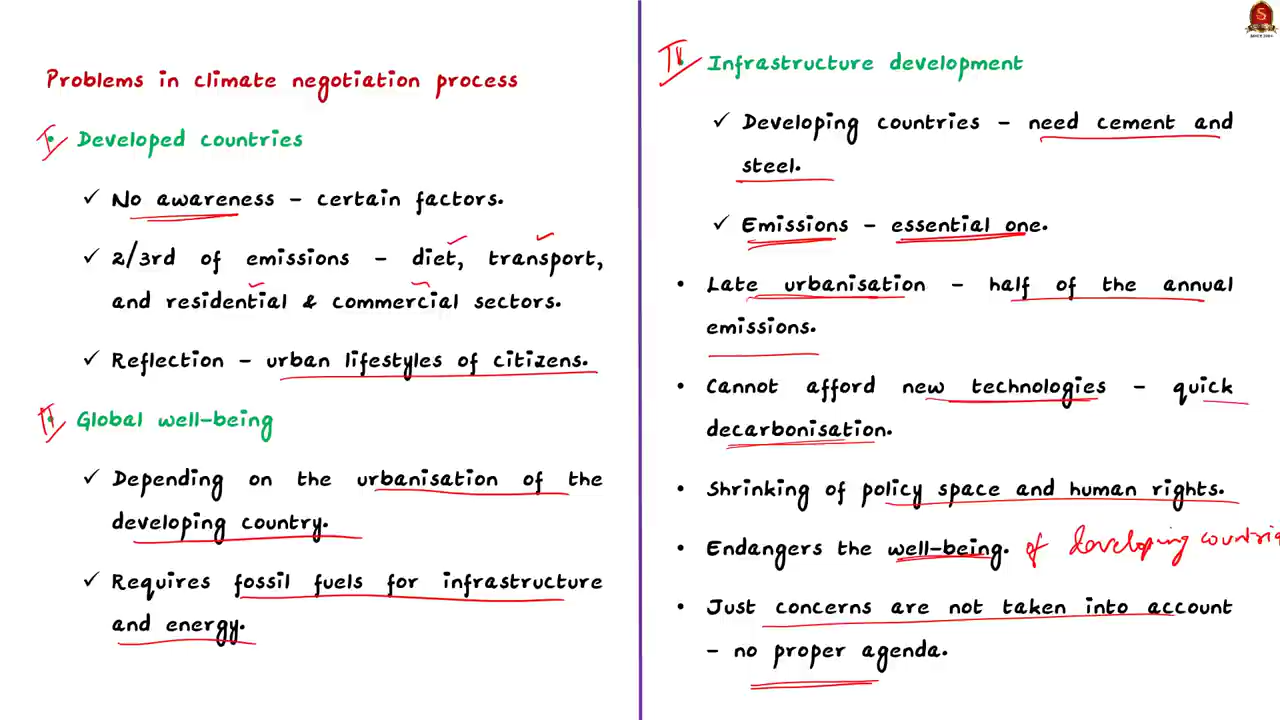 Problems in climate negotiation process
I
• Developed countries
✓ No awareness – certain factors.
✓ 2/3rd of emissions – diet, transport,
and residential & commercial sectors.
✓ Reflection – urban lifestyles of citizens.
II
• Global well-being
✓ Depending on the urbanisation of the
developing country.
✓ Requires fossil fuels for infrastructure
and energy.
• Infrastructure development
✓ Developing countries – need cement and
steel.
✓ Emissions – essential one.
• Late urbanisation – half of the annual
emissions.
• Cannot afford new technologies – quick
decarbonisation.
• Shrinking of policy space and human rights.
• Endangers the well-being. of developing
• Just concerns are not taken into account
– no proper agenda.
S
SINCE 2004